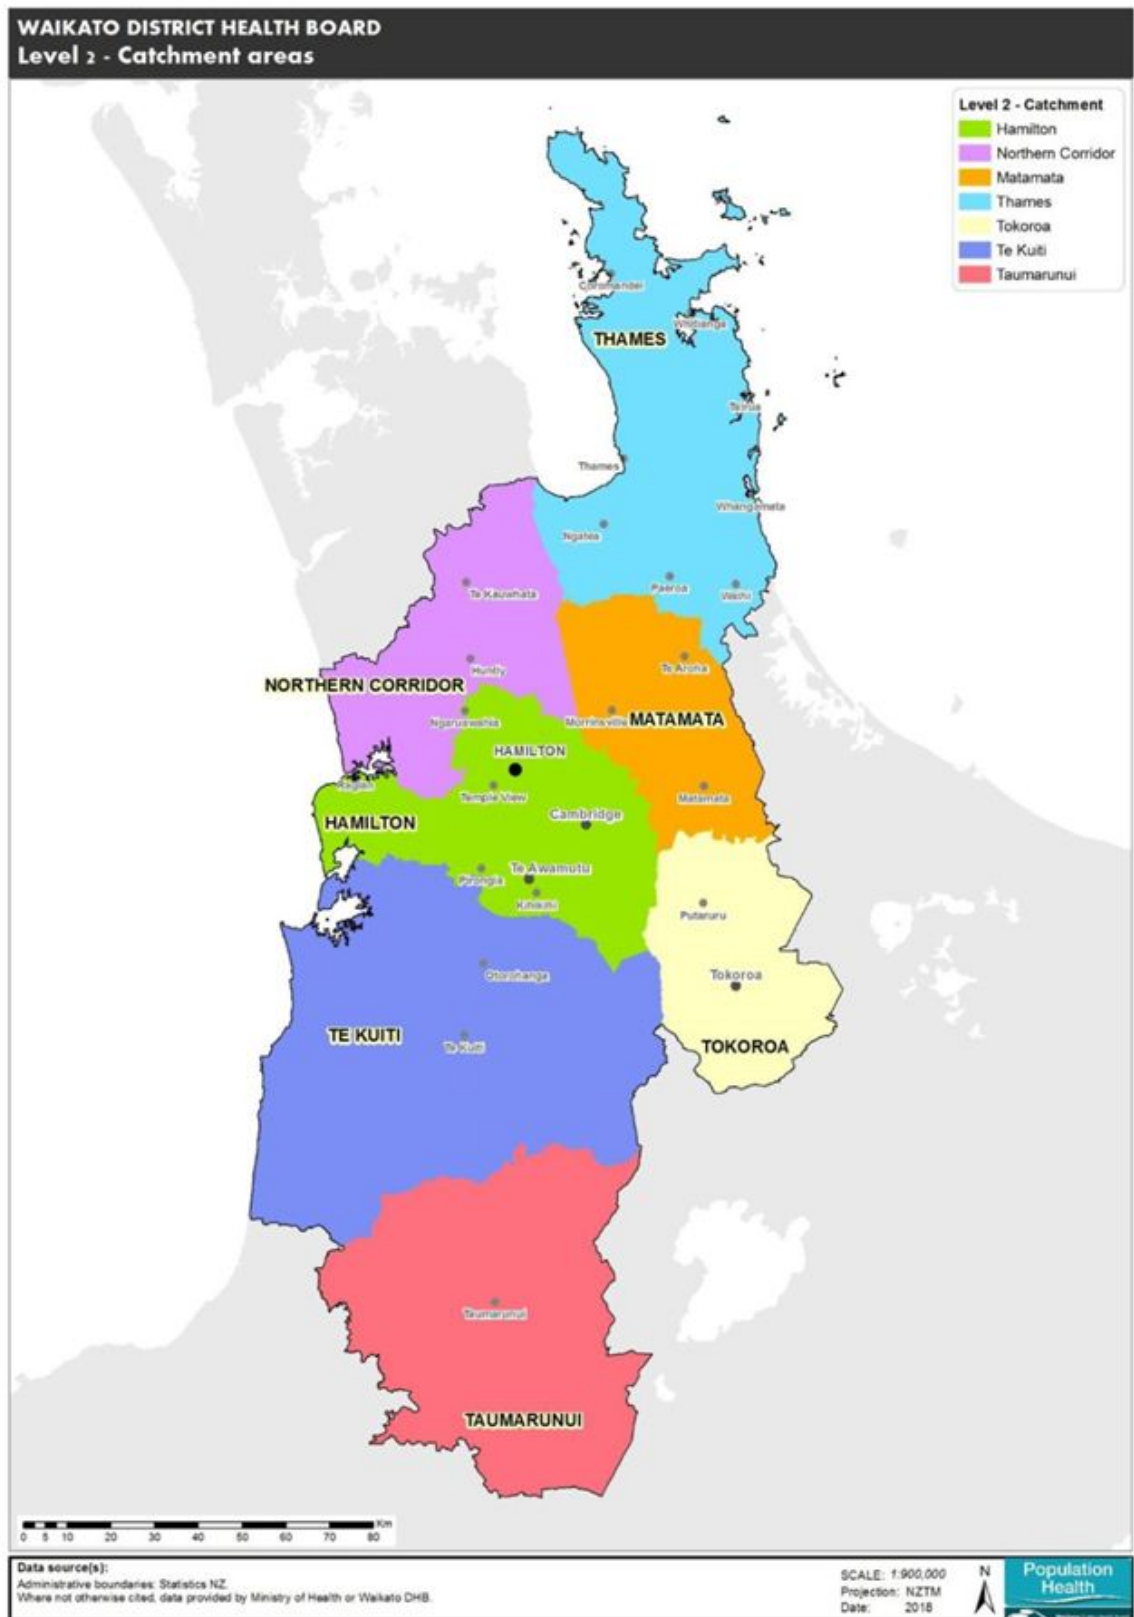 WAIKATO DISTRICT HEALTH BOARD
Level 2 - Catchment areas
Level 2 - Catchment
Hamilton
Northern Corridor
Matamata
Thames
Tokoroa
Te Kuiti
Taumarunui
Coromandel
Whitianga
THAMES
Tairua
Thames
Whangamata
Ngatea
Paeroa
Waihi
Te Kauwhata
Te Aroha
Huntly
NORTHERN CORRIDOR
Ngaruawahia
Morrinsville
MATAMATA
HAMILTON
Raglan
Temple View
Matamata
Cambridge
HAMILTON
Te Awamutu
Pirongia
Kihikihi
Putaruru
Otorohanga
Tokoroa
TE KUITI
Te Kuiti
TOKOROA
Taumarunui
TAUMARUNUI
Km
0 5 10 20 30 40 50 60 70 80
Data source(s):
Administrative boundaries: Statistics NZ.
Where not otherwise cited, data provided by Ministry of Health or Waikato DHB.
SCALE: 1:900,000
Projection: NZTM
Date: 2018
N
Population
Health